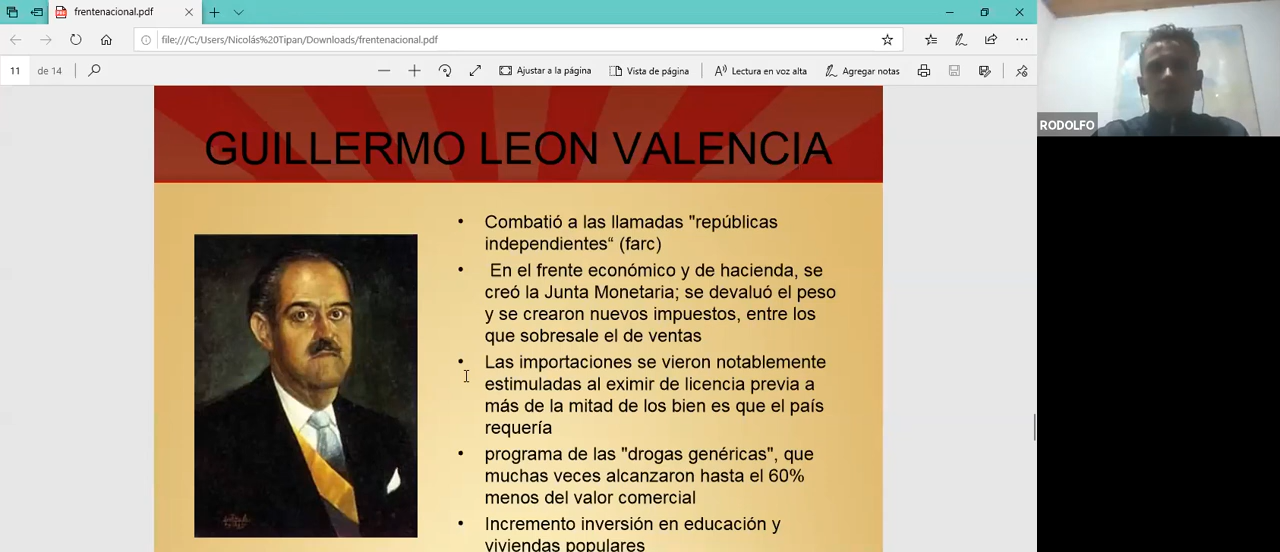 frentenacional.pdf
file:///C:/Users/Nicolás%20Tipan/Downloads/frentenacional.pdf
11 de 14
Ajustar a la página
Vista de página
Lectura en voz alta
Agregar notas
RODOLFO
GUILLERMO LEON VALENCIA
• Combatió a las llamadas "repúblicas
independientes“ (farc)
• En el frente económico y de hacienda, se
creó la Junta Monetaria; se devaluó el peso
y se crearon nuevos impuestos, entre los
que sobresale el de ventas
• Las importaciones se vieron notablemente
estimuladas al eximir de licencia previa a
más de la mitad de los bien es que el país
requería
• programa de las "drogas genéricas", que
muchas veces alcanzaron hasta el 60%
menos del valor comercial
• Incremento inversión en educación y
viviendas populares